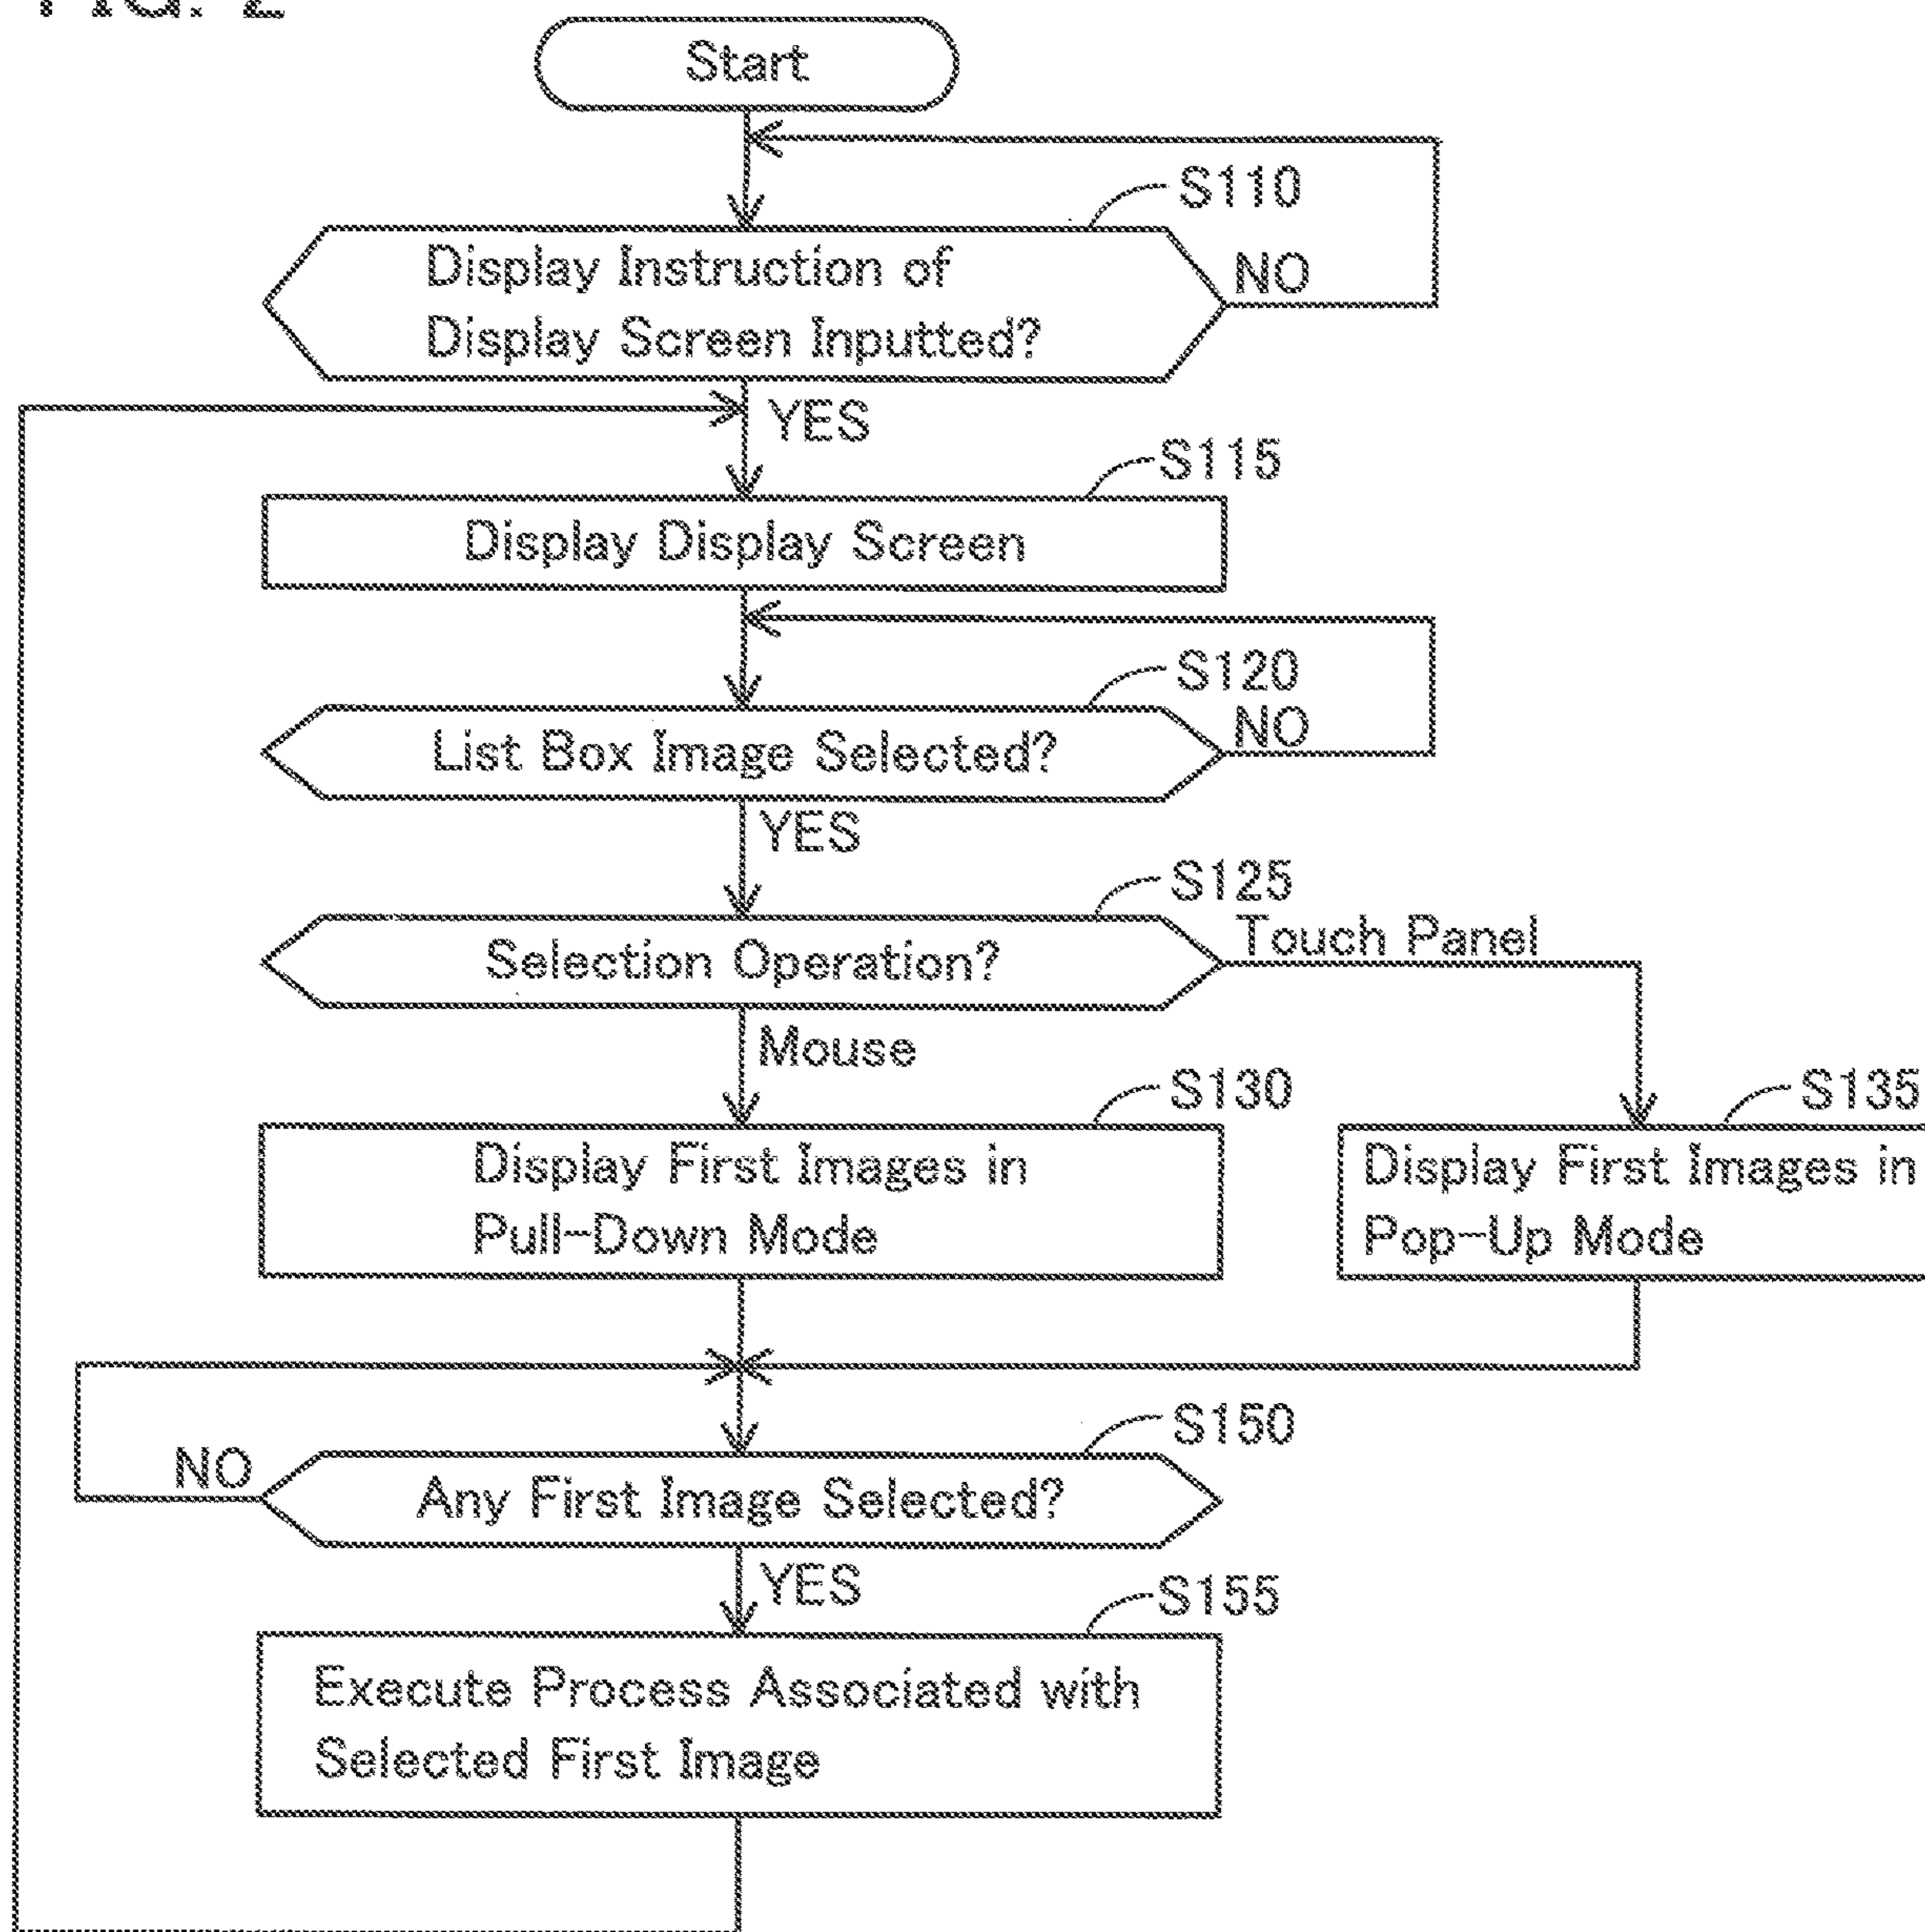 FIG. 2
Start
S110
Display Instruction of
Display Screen Inputted?
NO
YES
S115
Display Display Screen
S120
List Box Image Selected?
NO
YES
S125
Selection Operation?
Touch Panel
Mouse
S130
Display First Images in
Pull-Down Mode
S135
Display First Images in
Pop-Up Mode
S150
NO
Any First Image Selected?
YES
S155
Execute Process Associated with
Selected First Image